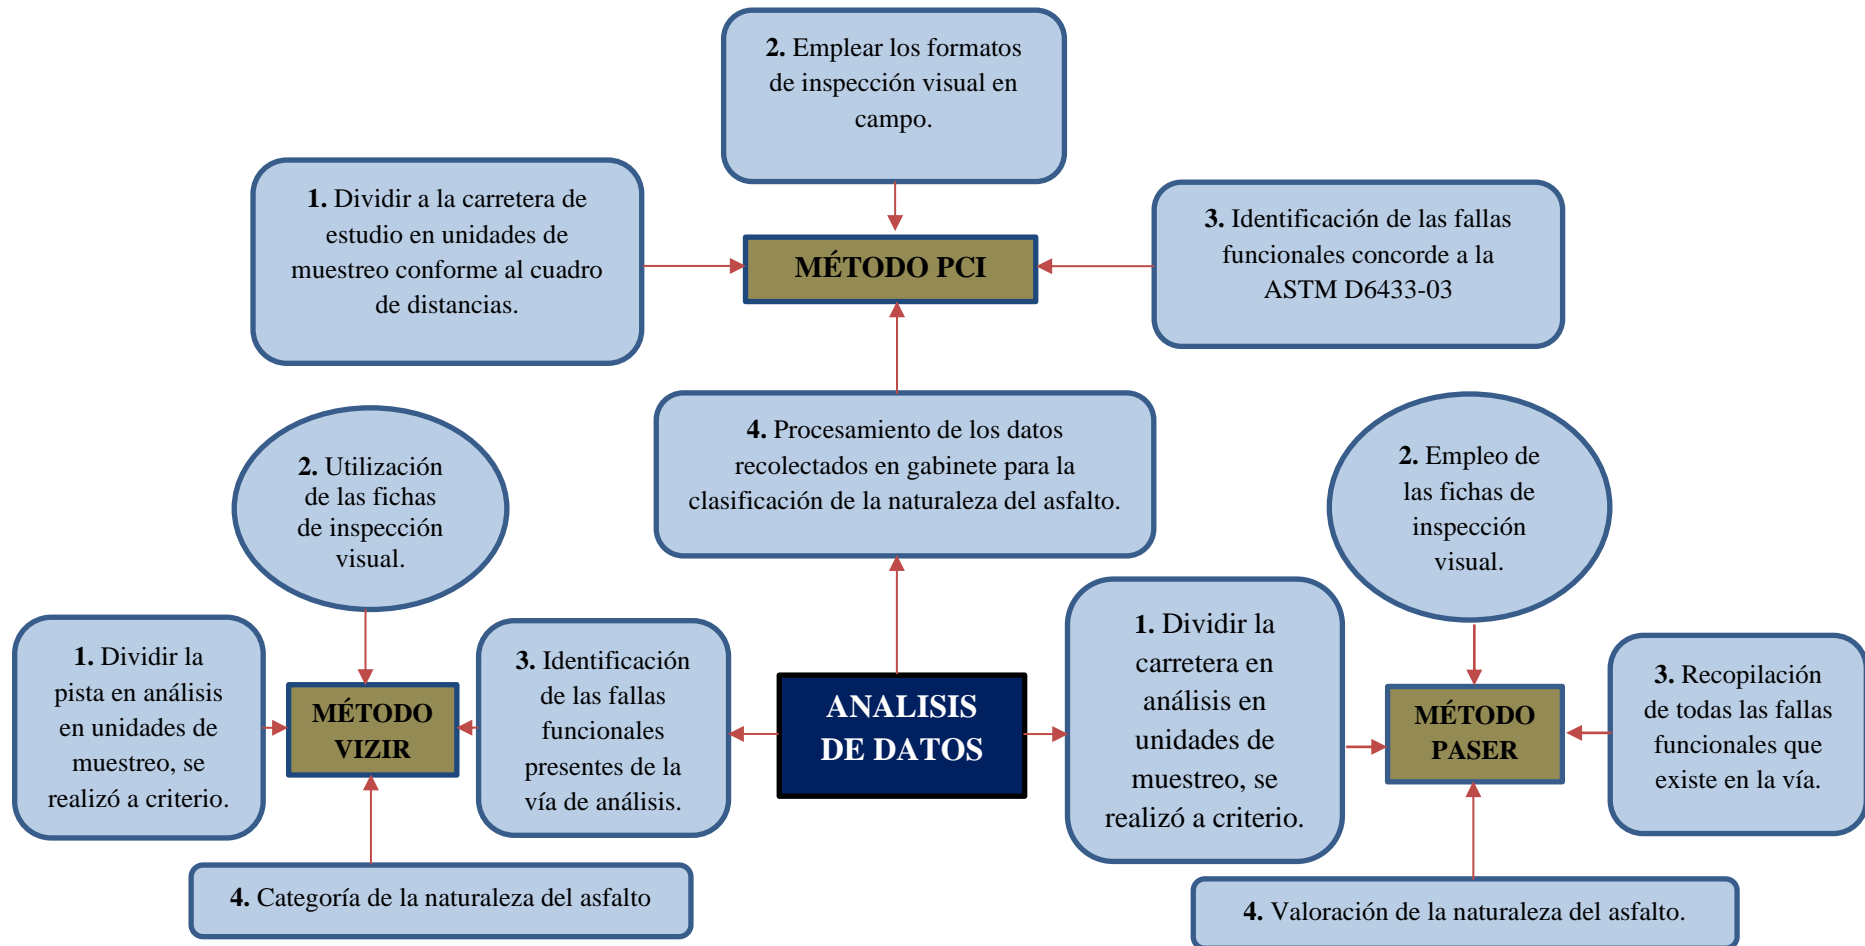 2. Emplear los formatos
de inspección visual en
campo.
1. Dividir a la carretera de
estudio en unidades de
muestreo conforme al cuadro
de distancias.
MÉTODO PCI
3. Identificación de las fallas
funcionales concorde a la
ASTM D6433-03
4. Procesamiento de los datos
recolectados en gabinete para la
clasificación de la naturaleza del asfalto.
2. Utilización
de las fichas
de inspección
visual.
2. Empleo de
las fichas de
inspección
visual.
1. Dividir la
pista en análisis
en unidades de
muestreo, se
realizó a criterio.
MÉTODO
VIZIR
3. Identificación
de las fallas
funcionales
presentes de la
vía de análisis.
ANALISIS
DE DATOS
1. Dividir la
carretera en
análisis en
unidades de
muestreo, se
realizó a criterio.
MÉTODO
PASER
3. Recopilación
de todas las fallas
funcionales que
existe en la vía.
4. Categoría de la naturaleza del asfalto
4. Valoración de la naturaleza del asfalto.